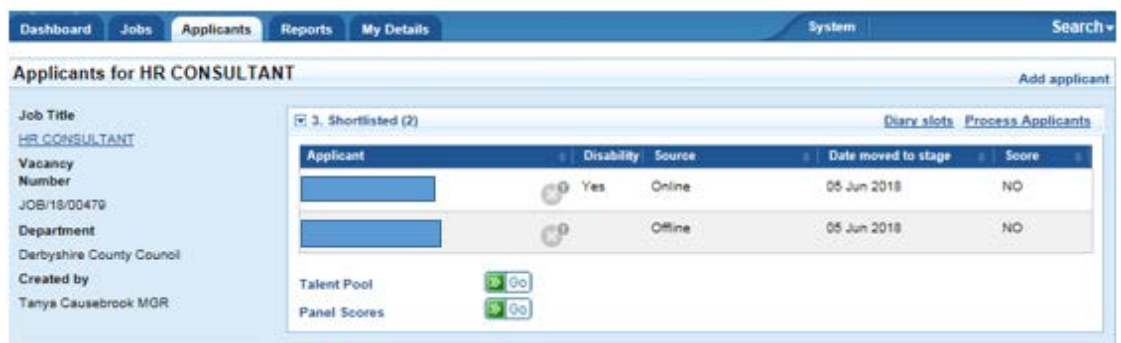 Dashboard Jobs Applicants Reports My Details System Search
Applicants for HR CONSULTANT
Add applicant
Job Title
HR CONSULTANT
Vacancy
Number
JOB/18/00479
Department
Derbyshire County Council
Created by
Tanya Causebrook MGR
3. Shortlisted (2) Diary slots Process Applicants
Applicant Disability Source Date moved to stage Score
Yes Online 05 Jun 2018 NO
Offline 05 Jun 2018 NO
Talent Pool Go
Panel Scores Go